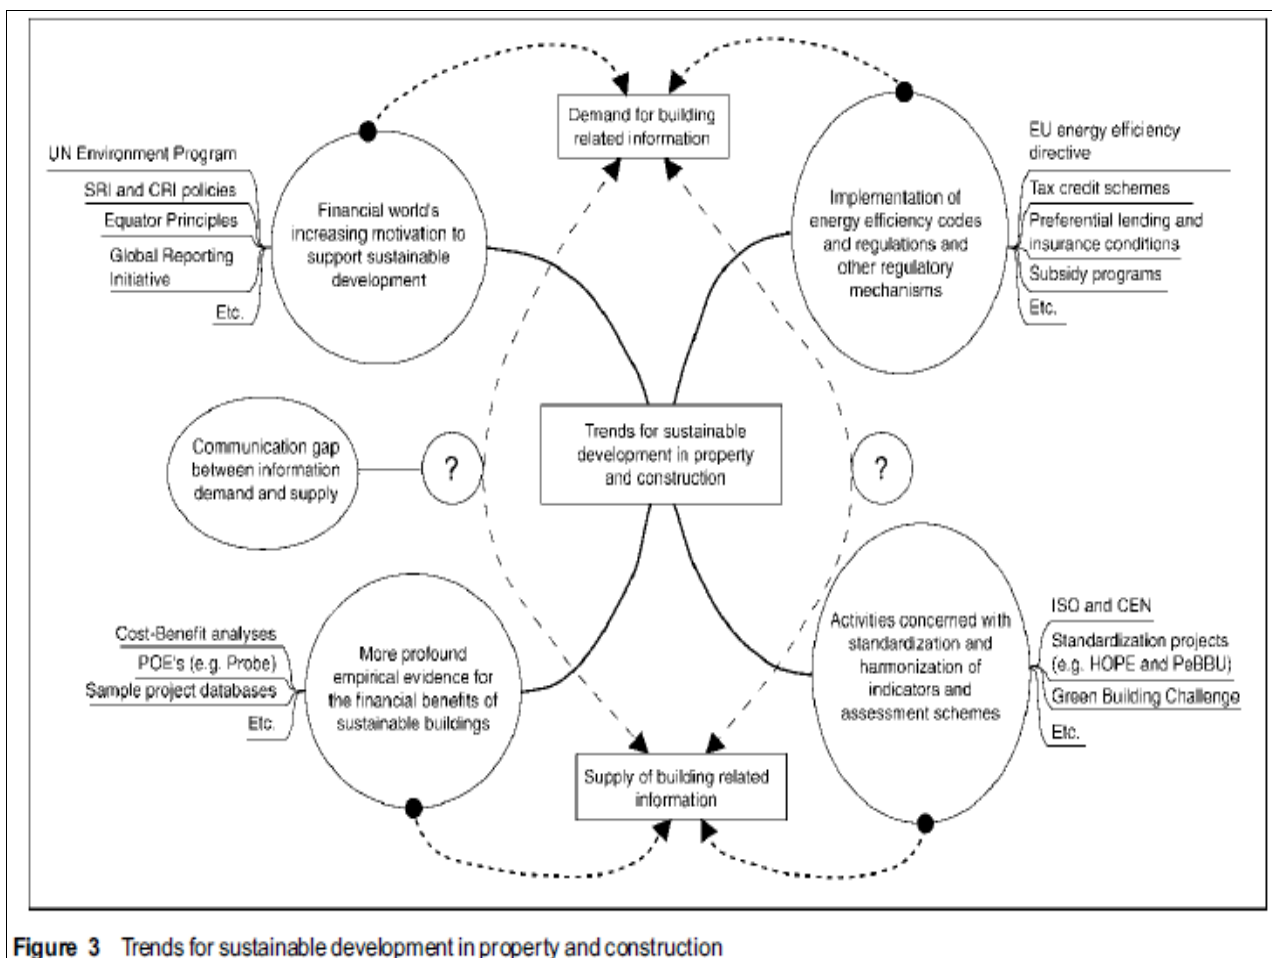 Demand for building
related information
UN Environment Program
SRI and CRI policies
Equator Principles
Global Reporting
Initiative
Etc.
Financial world's
increasing motivation to
support sustainable
development
Implementation of
energy efficiency codes
and regulations and
other regulatory
mechanisms
EU energy efficiency
directive
Tax credit schemes
Preferential lending and
insurance conditions
Subsidy programs
Etc.
Communication gap
between information
demand and supply
?
Trends for sustainable
development in property
and construction
?
Cost-Benefit analyses
POE's (e.g. Probe)
Sample project databases
Etc.
More profound
empirical evidence for
the financial benefits of
sustainable buildings
Activities concerned with
standardization and
harmonization of
indicators and
assessment schemes
ISO and CEN
Standardization projects
(e.g. HOPE and PeBBU)
Green Building Challenge
Etc.
Supply of building related
information
Figure 3 Trends for sustainable development in property and construction